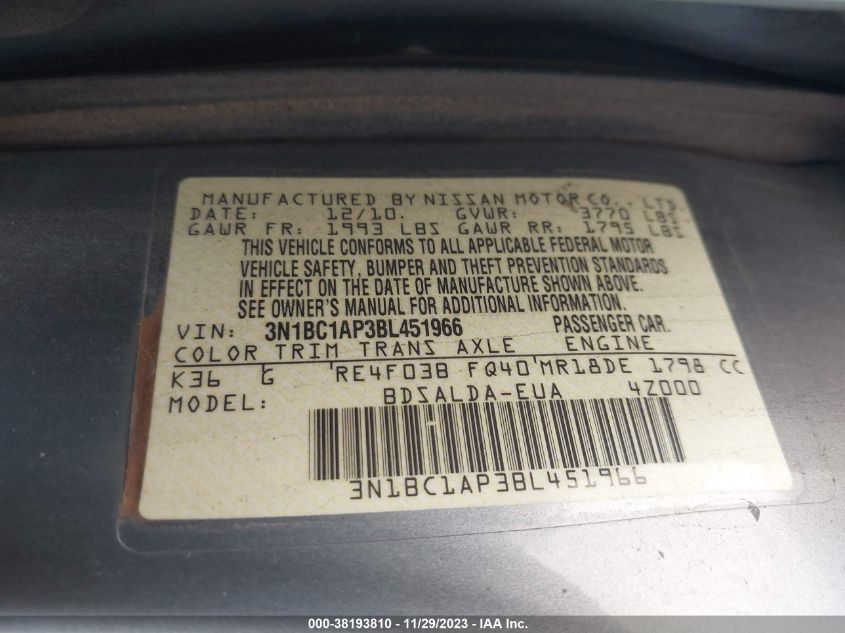 MANUFACTURED BY NISSAN MOTOR CO., LTD
DATE: 12/10. GVWR: 3770 LBS
GAWR FR: 1993 LBS GAWR RR: 1795 LBS
THIS VEHICLE CONFORMS TO ALL APPLICABLE FEDERAL MOTOR
VEHICLE SAFETY, BUMPER AND THEFT PREVENTION STANDARDS
IN EFFECT ON THE DATE OF MANUFACTURE SHOWN ABOVE.
SEE OWNER'S MANUAL FOR ADDITIONAL INFORMATION.
VIN: 3N1BC1AP3BL451966 PASSENGER CAR.
COLOR TRIM TRANS AXLE ENGINE
K36 G RE4F03B FQ40 MR18DE 1798 CC
MODEL: BDSALDA-EUA 4Z000
3N1BC1AP3BL451966
000-38193810 - 11/29/2023 - IAA Inc.